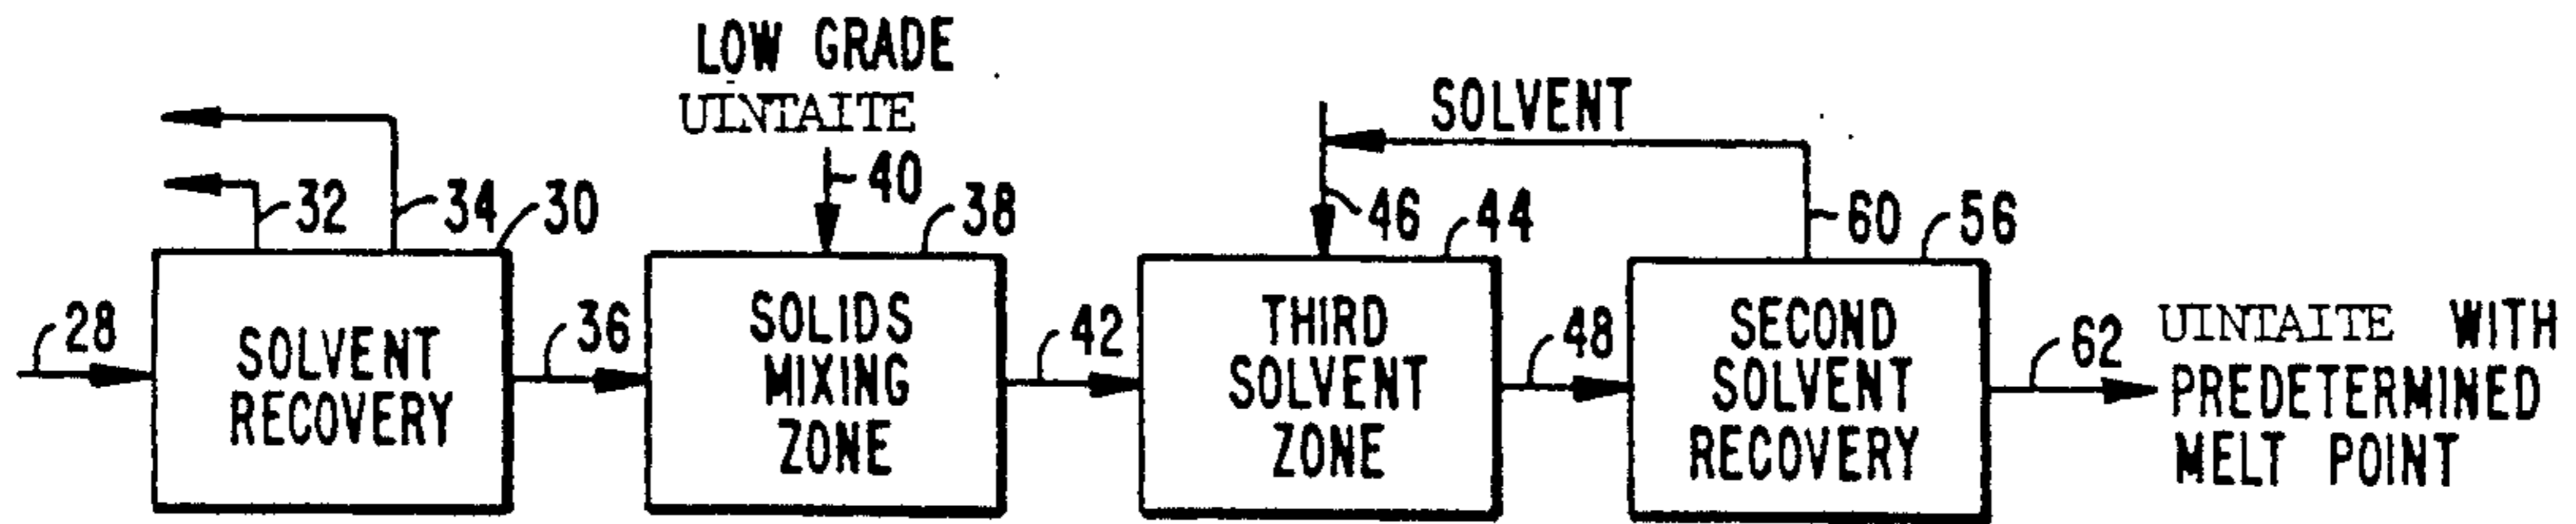 LOW GRADE
UINTAITE
SOLVENT
32
34
30
40
38
46
44
60
56
28
SOLVENT
RECOVERY
36
SOLIDS
MIXING
ZONE
42
THIRD
SOLVENT
ZONE
48
SECOND
SOLVENT
RECOVERY
62
UINTAITE WITH
PREDETERMINED
MELT POINT